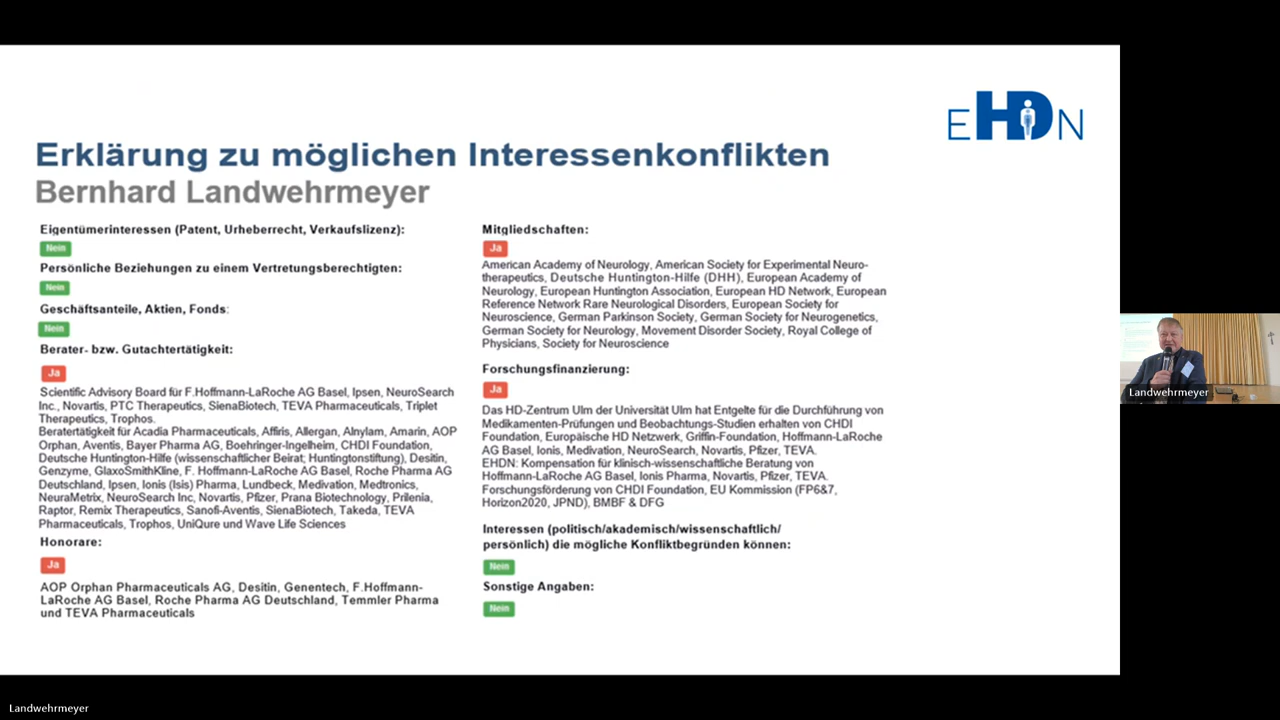 EHDN
Erklärung zu möglichen Interessenkonflikten
Bernhard Landwehrmeyer
Eigentümerinteressen (Patent, Urheberrecht, Verkaufslizenz):
Nein
Persönliche Beziehungen zu einem Vertretungsberechtigten:
Nein
Geschäftsanteile, Aktien, Fonds:
Nein
Berater- bzw. Gutachtertätigkeit:
Ja
Scientific Advisory Board für F.Hoffmann-LaRoche AG Basel, Ipsen, NeuroSearch
Inc., Novartis, PTC Therapeutics, SienaBiotech, TEVA Pharmaceuticals, Triplet
Therapeutics, Trophos.
Beratertätigkeit für Acadia Pharmaceuticals, Affiris, Allergan, Alnylam, Amarin, AOP
Orphan, Aventis, Bayer Pharma AG, Boehringer-Ingelheim, CHDI Foundation,
Deutsche Huntington-Hilfe (wissenschaftlicher Beirat; Huntingtonstiftung), Desitin,
Genzyme, GlaxoSmithKline, F. Hoffmann-LaRoche AG Basel, Roche Pharma AG
Deutschland, Ipsen, Ionis (Isis) Pharma, Lundbeck, Medivation, Medtronics,
NeuraMetrix, NeuroSearch Inc, Novartis, Pfizer, Prana Biotechnology, Prilenia,
Raptor, Remix Therapeutics, Sanofi-Aventis, SienaBiotech, Takeda, TEVA
Pharmaceuticals, Trophos, UniQure und Wave Life Sciences
Honorare:
Ja
AOP Orphan Pharmaceuticals AG, Desitin, Genentech, F.Hoffmann-
LaRoche AG Basel, Roche Pharma AG Deutschland, Temmler Pharma
und TEVA Pharmaceuticals
Mitgliedschaften:
Ja
American Academy of Neurology, American Society for Experimental Neuro-
therapeutics, Deutsche Huntington-Hilfe (DHH), European Academy of
Neurology, European Huntington Association, European HD Network, European
Reference Network Rare Neurological Disorders, European Society for
Neuroscience, German Parkinson Society, German Society for Neurogenetics,
German Society for Neurology, Movement Disorder Society, Royal College of
Physicians, Society for Neuroscience
Forschungsfinanzierung:
Ja
Das HD-Zentrum Ulm der Universität Ulm hat Entgelte für die Durchführung von
Medikamenten-Prüfungen und Beobachtungs-Studien erhalten von CHDI
Foundation, Europäische HD Netzwerk, Griffin-Foundation, Hoffmann-LaRoche
AG Basel, Ionis, Medivation, NeuroSearch, Novartis, Pfizer, TEVA.
EHDN: Kompensation für klinisch-wissenschaftliche Beratung von
Hoffmann-LaRoche AG Basel, Ionis Pharma, Novartis, Pfizer, TEVA.
Forschungsförderung von CHDI Foundation, EU Kommission (FP6&7,
Horizon2020, JPND), BMBF & DFG
Interessen (politisch/akademisch/wissenschaftlich/
persönlich) die mögliche Konfliktbegründen können:
Nein
Sonstige Angaben:
Nein
Landwehrmeyer
Landwehrmeyer